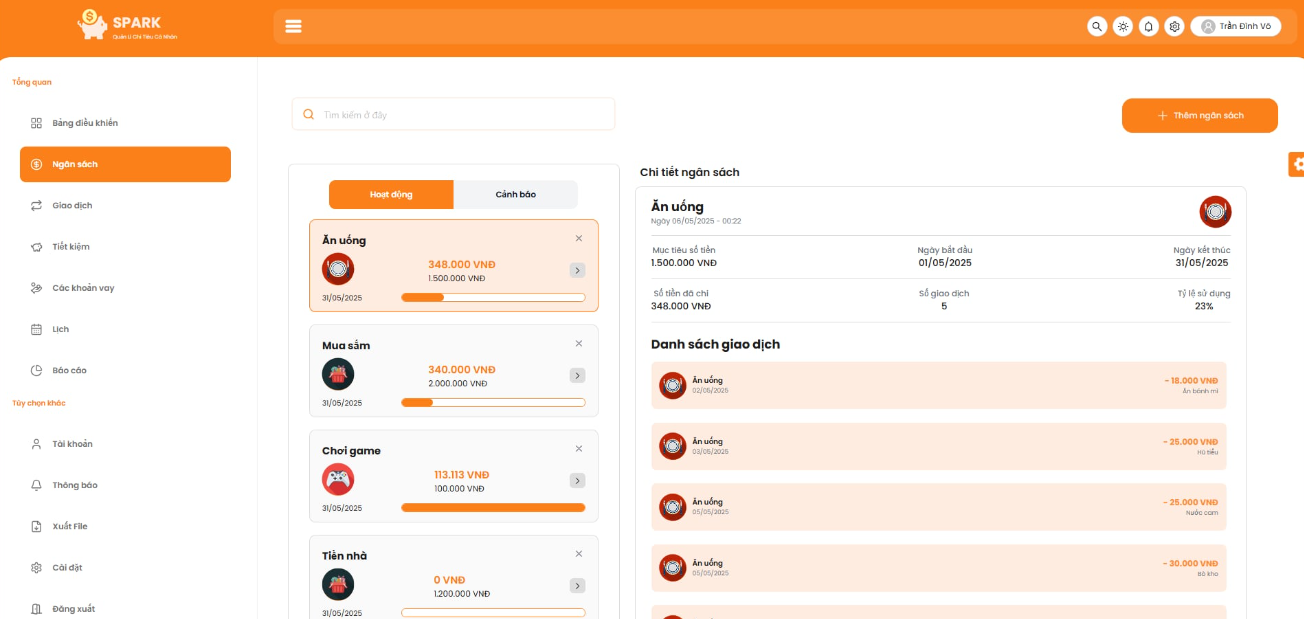 SPARK
Quản Lí Chi Tiêu Cá Nhân
Trần Đình Võ
Tổng quan
Bảng điều khiển
Ngân sách
Giao dịch
Tiết kiệm
Các khoản vay
Lịch
Báo cáo
Tùy chọn khác
Tài khoản
Thông báo
Xuất File
Cài đặt
Đăng xuất
Tìm kiếm ở đây
Thêm ngân sách
Hoạt động
Cảnh báo
Ăn uống
348.000 VNĐ
1.500.000 VNĐ
31/05/2025
Mua sắm
340.000 VNĐ
2.000.000 VNĐ
31/05/2025
Chơi game
113.113 VNĐ
100.000 VNĐ
31/05/2025
Tiền nhà
0 VNĐ
1.200.000 VNĐ
31/05/2025
Chi tiết ngân sách
Ăn uống
Ngày 06/05/2025 - 00:22
Mục tiêu số tiền
1.500.000 VNĐ
Ngày bắt đầu
01/05/2025
Ngày kết thúc
31/05/2025
Số tiền đã chi
348.000 VNĐ
Số giao dịch
5
Tỷ lệ sử dụng
23%
Danh sách giao dịch
Ăn uống
02/05/2025
- 18.000 VNĐ
Ăn bánh mì
Ăn uống
03/05/2025
- 25.000 VNĐ
Hủ tiếu
Ăn uống
05/05/2025
- 25.000 VNĐ
Nước cam
Ăn uống
05/05/2025
- 30.000 VNĐ
Bò kho